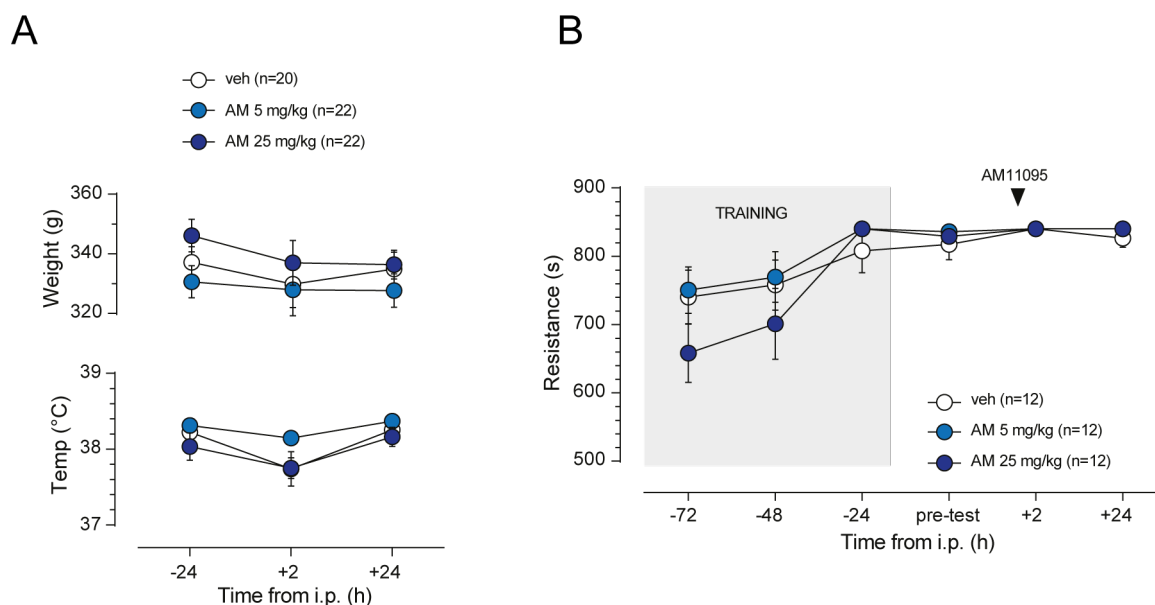 A
veh (n=20)
AM 5 mg/kg (n=22)
AM 25 mg/kg (n=22)
Weight (g)
360
340
320
Temp (°C)
39
38
37
-24 +2 +24
Time from i.p. (h)
B
AM11095
TRAINING
Resistance (s)
900
800
700
600
500
veh (n=12)
AM 5 mg/kg (n=12)
AM 25 mg/kg (n=12)
-72 -48 -24 pre-test +2 +24
Time from i.p. (h)